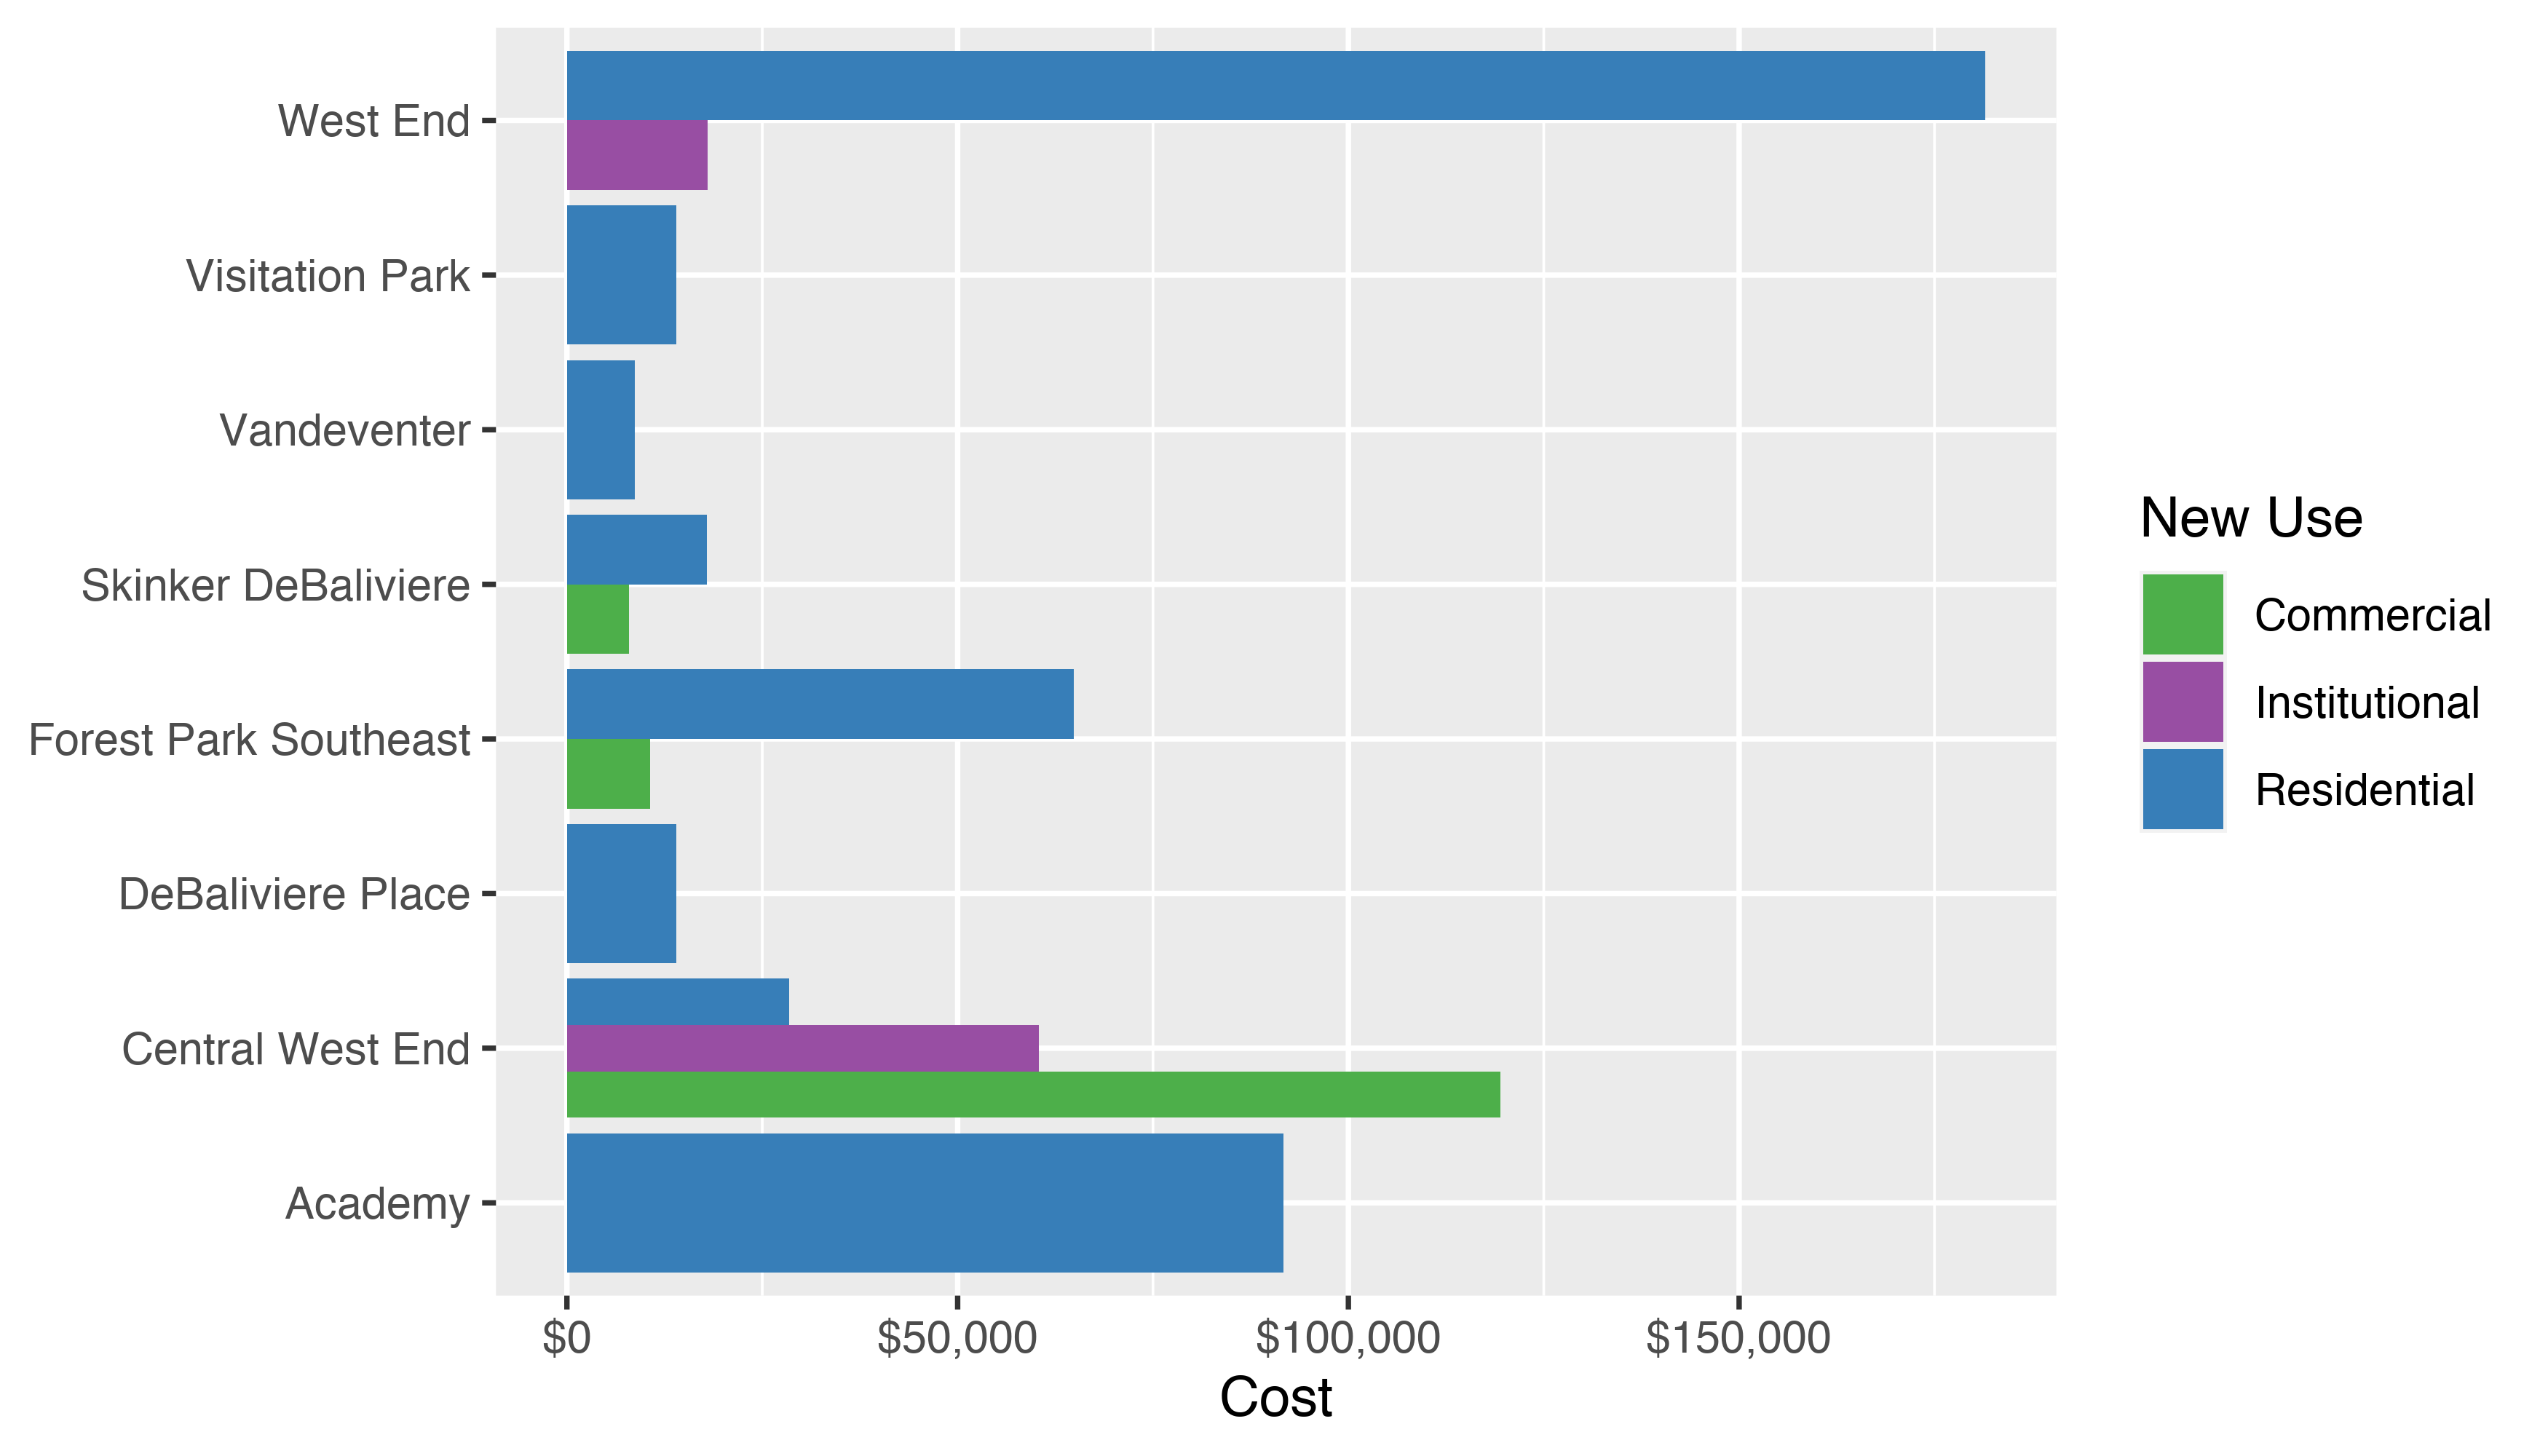 West End
Visitation Park
Vandeventer
Skinker DeBaliviere
Forest Park Southeast
DeBaliviere Place
Central West End
Academy
$0 $50,000 $100,000 $150,000
Cost
New Use
Commercial
Institutional
Residential